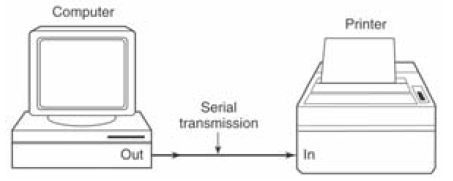 Computer
Printer
Serial
transmission
Out
In